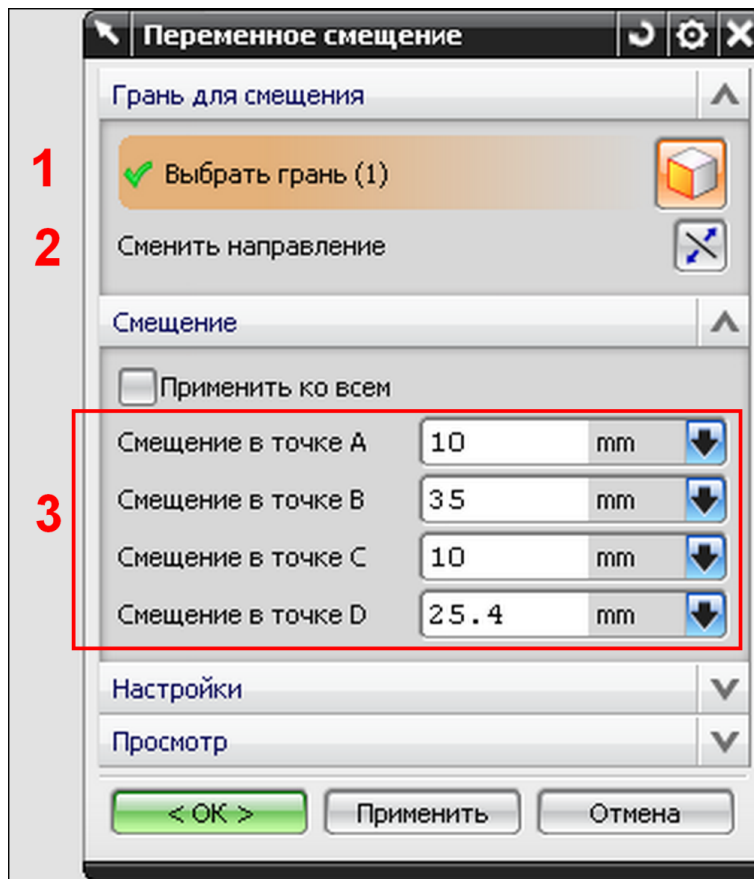 Переменное смещение
Грань для смещения
1
Выбрать грань (1)
2
Сменить направление
Смещение
Применить ко всем
3
Смещение в точке A 10 mm
Смещение в точке B 35 mm
Смещение в точке C 10 mm
Смещение в точке D 25.4 mm
Настройки
Просмотр
< OK > Применить Отмена